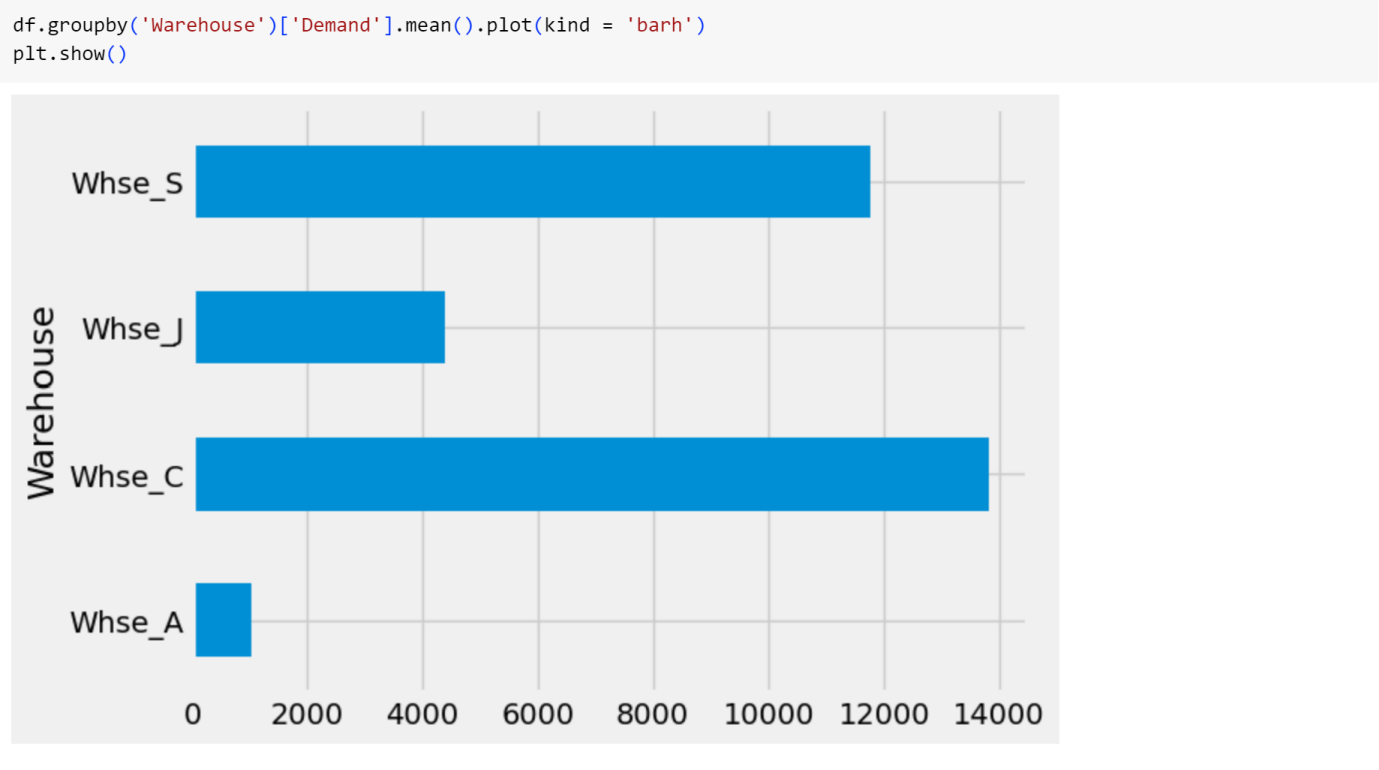 df.groupby('Warehouse')['Demand'].mean().plot(kind = 'barh')
plt.show()
Whse_S
Whse_J
Warehouse
Whse_C
Whse_A
0 2000 4000 6000 8000 10000 12000 14000